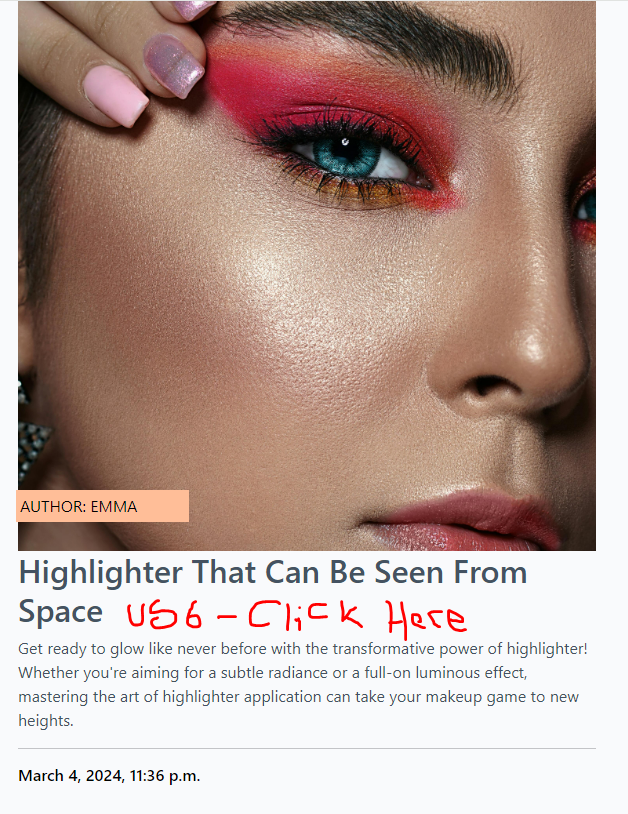 AUTHOR: EMMA
Highlighter That Can Be Seen From
Space US6 - Click Here
Get ready to glow like never before with the transformative power of highlighter!
Whether you're aiming for a subtle radiance or a full-on luminous effect,
mastering the art of highlighter application can take your makeup game to new
heights.
March 4, 2024, 11:36 p.m.